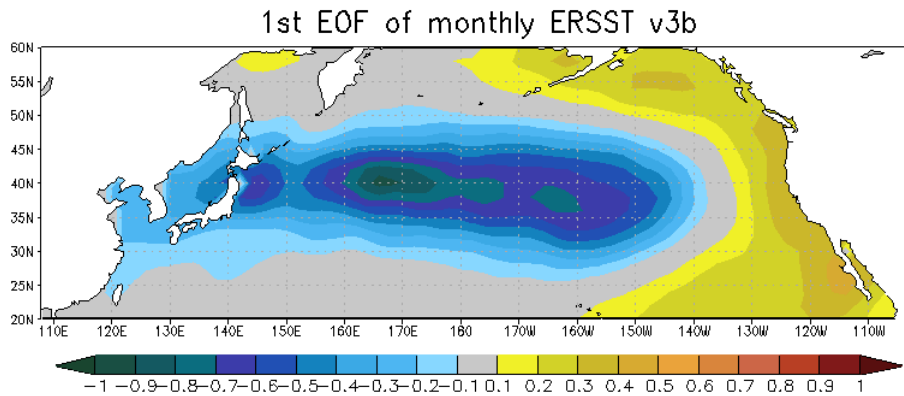 1st EOF of monthly ERSST v3b
60N
55N
50N
45N
40N
35N
30N
25N
20N
110E 120E 130E 140E 150E 160E 170E 180 170W 160W 150W 140W 130W 120W 110W
-1 -0.9 -0.8 -0.7 -0.6 -0.5 -0.4 -0.3 -0.2 -0.1 0.1 0.2 0.3 0.4 0.5 0.6 0.7 0.8 0.9 1